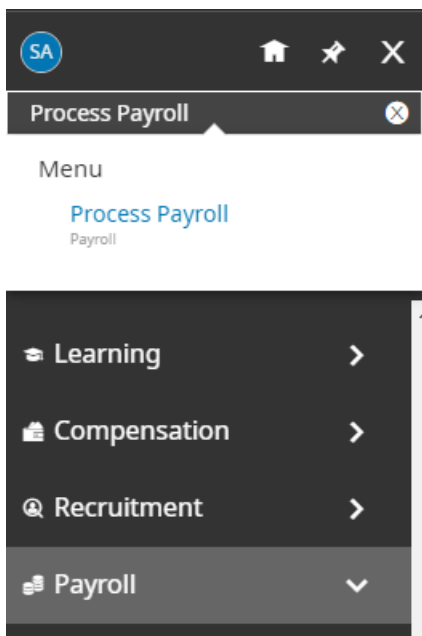 SA
Process Payroll
Menu
Process Payroll
Payroll
Learning
Compensation
Recruitment
Payroll